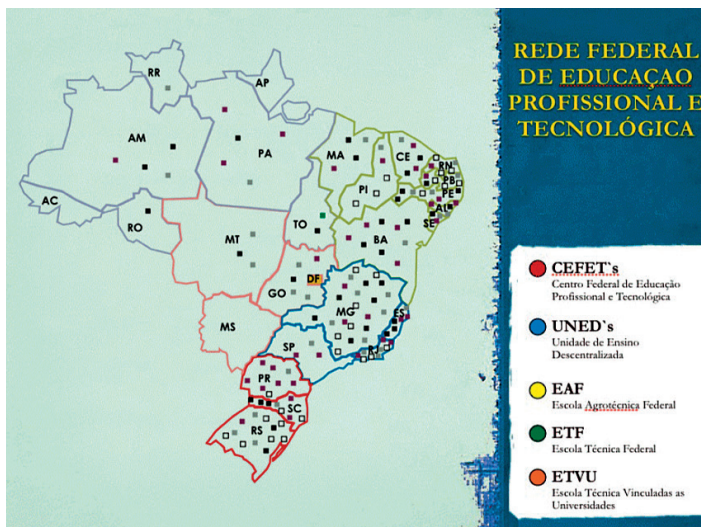 REDE FEDERAL
DE EDUCAÇAO
PROFISSIONAL E
TECNOLÓGICA
RR
AP
AM
PA
MA
CE
RN
PB
PE
PI
AL
SE
AC
RO
TO
BA
MT
DF
GO
MG
ES
MS
SP
RJ
PR
SC
RS
CEFET`s
Centro Federal de Educação
Profissional e Tecnológica
UNED`s
Unidade de Ensino
Descentralizada
EAF
Escola Agrotécnica Federal
ETF
Escola Técnica Federal
ETVU
Escola Técnica Vinculadas as
Universidades